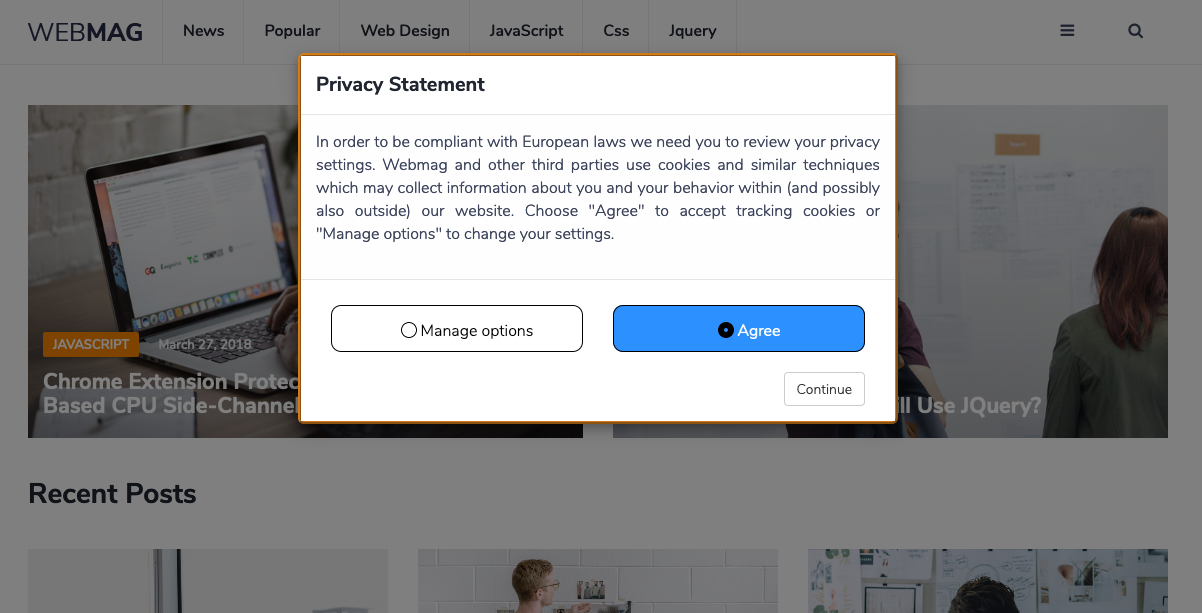 WEBMAG
News
Popular
Web Design
JavaScript
Css
Jquery
Privacy Statement
In order to be compliant with European laws we need you to review your privacy
settings. Webmag and other third parties use cookies and similar techniques
which may collect information about you and your behavior within (and possibly
also outside) our website. Choose "Agree" to accept tracking cookies or
"Manage options" to change your settings.
Manage options
Agree
Continue
JAVASCRIPT
March 27, 2018
Chrome Extension Protec
Based CPU Side-Channel
ll Use JQuery?
Recent Posts